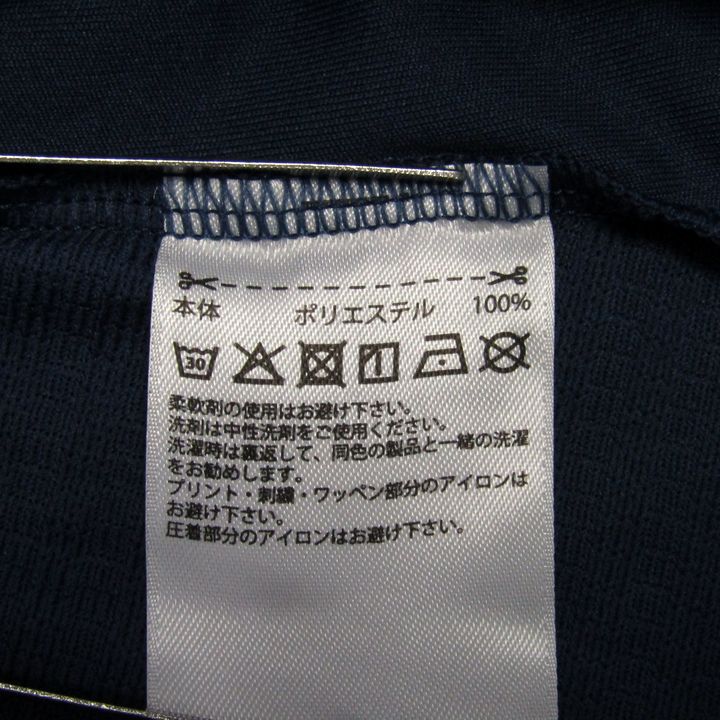 本体 ポリエステル 100%
30
柔軟剤の使用はお避け下さい。
洗剤は中性洗剤をご使用ください。
洗濯時は裏返して、同色の製品と一緒の洗濯
をお勧めします。
プリント・刺繍・ワッペン部分のアイロンは
お避け下さい。
圧着部分のアイロンはお避け下さい。